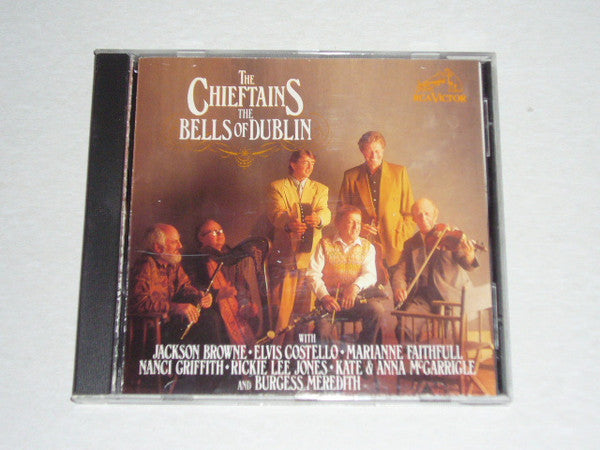 THE
CHIEFTAINS
THE
BELLS OF DUBLIN
RCA VICTOR
WITH
JACKSON BROWNE · ELVIS COSTELLO · MARIANNE FAITHFULL
NANCI GRIFFITH · RICKIE LEE JONES · KATE & ANNA McGARRIGLE
AND BURGESS MEREDITH